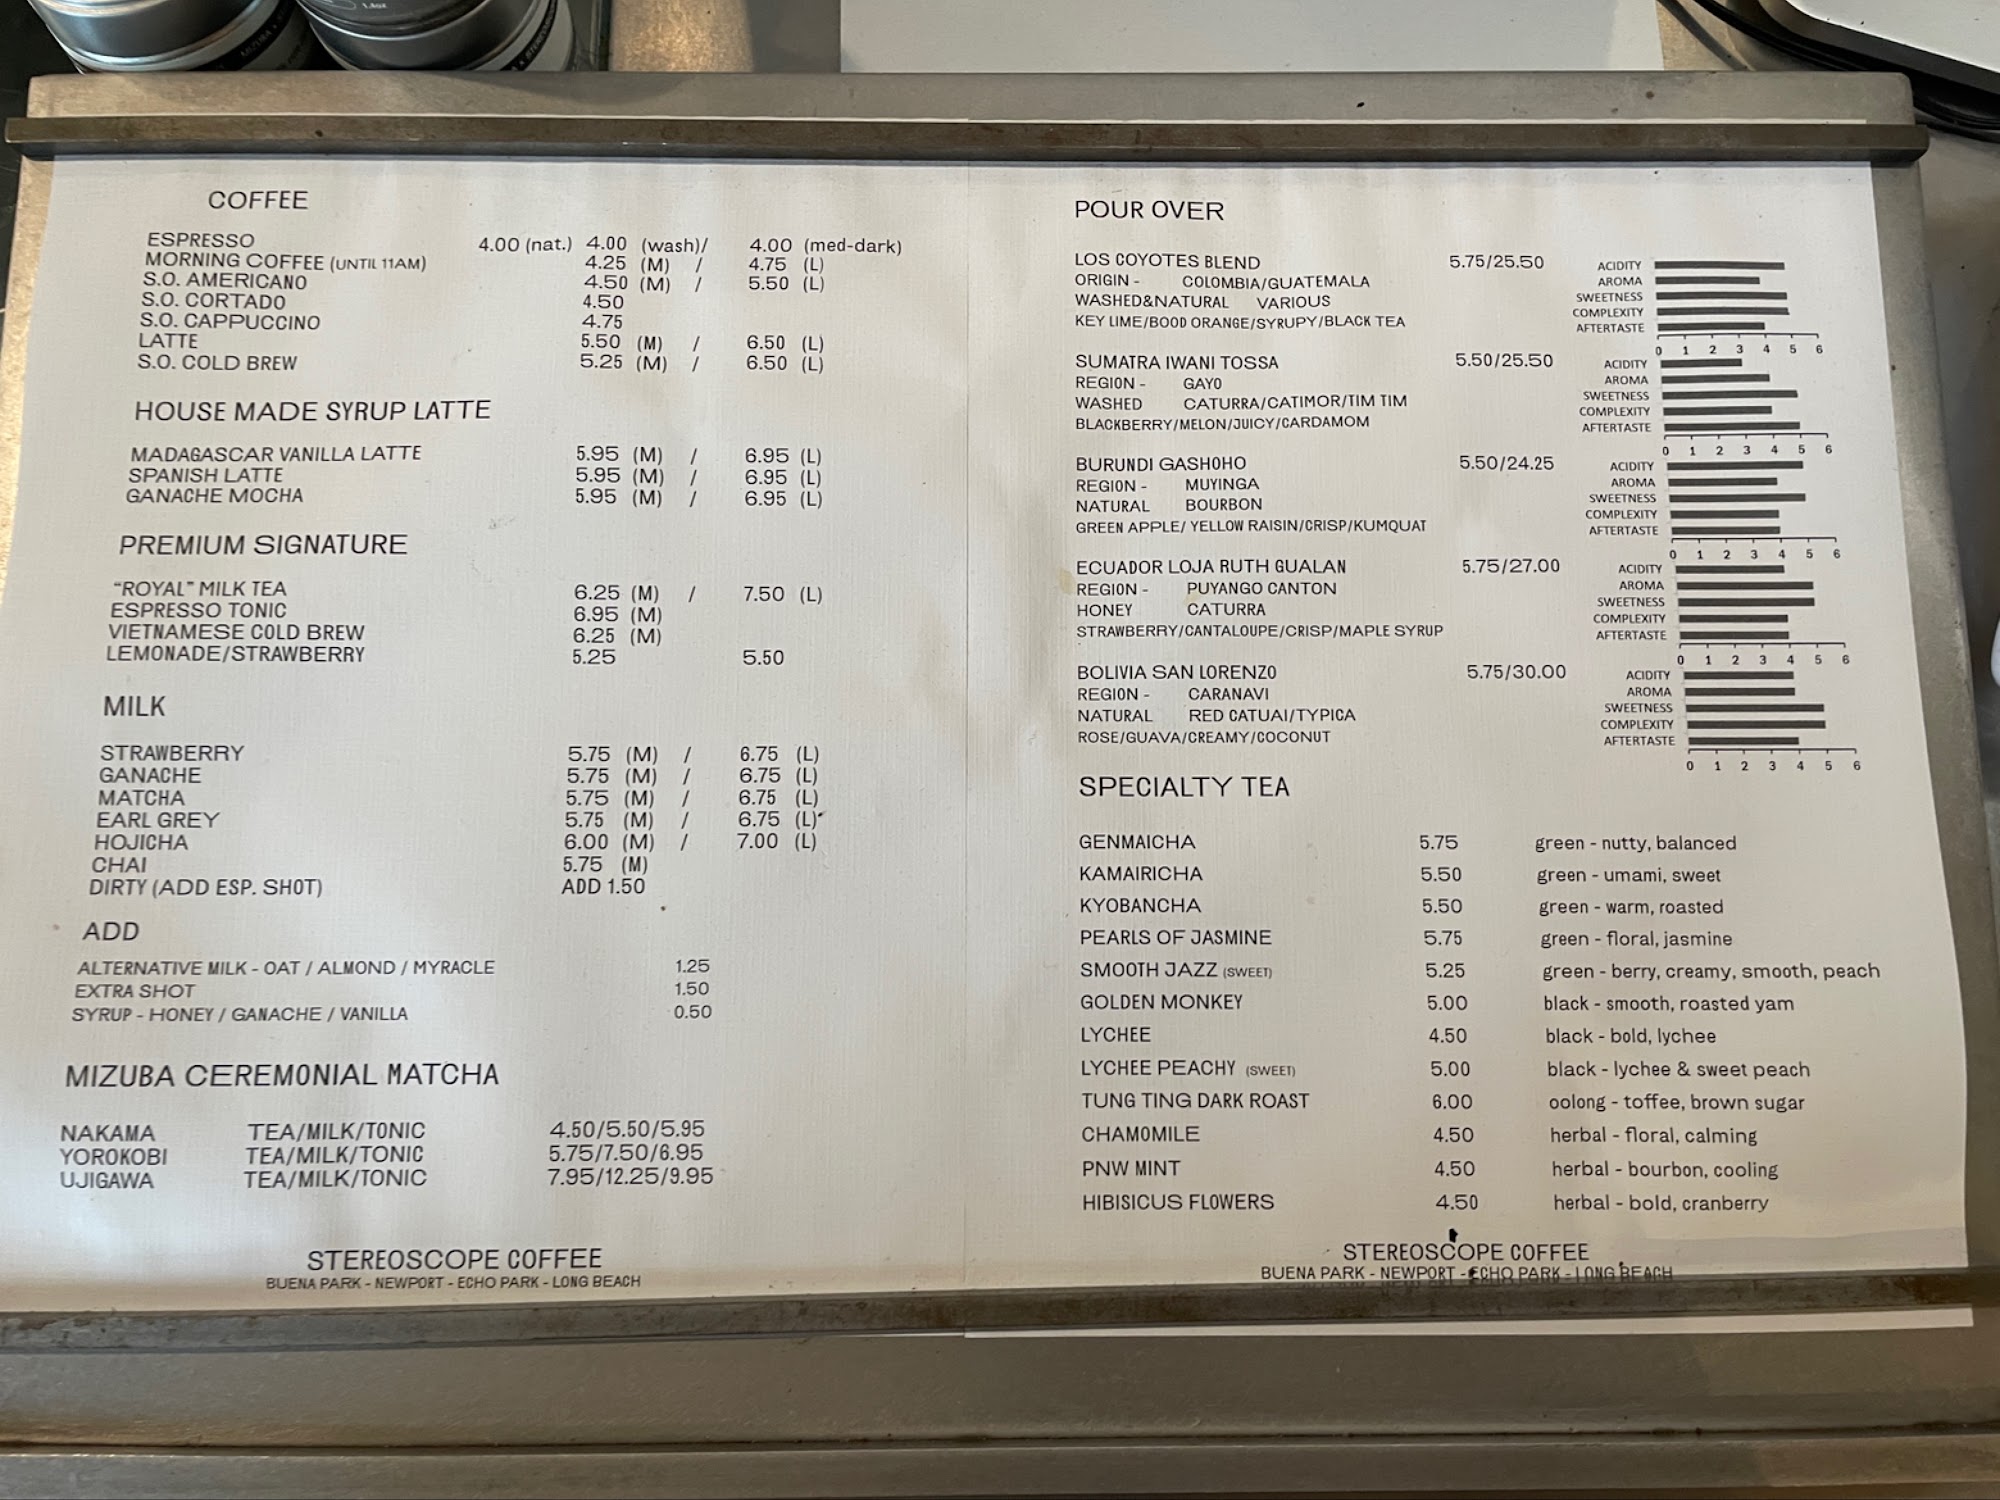 MIZUBA
COFFEE
ESPRESSO 4.00 (nat.) 4.00 (wash)/ 4.00 (med-dark)
MORNING COFFEE (UNTIL 11AM) 4.25 (M) / 4.75 (L)
S.O. AMERICANO 4.50 (M) / 5.50 (L)
S.O. CORTADO 4.50
S.O. CAPPUCCINO 4.75
LATTE 5.50 (M) / 6.50 (L)
S.O. COLD BREW 5.25 (M) / 6.50 (L)
HOUSE MADE SYRUP LATTE
MADAGASCAR VANILLA LATTE 5.95 (M) / 6.95 (L)
SPANISH LATTE 5.95 (M) / 6.95 (L)
GANACHE MOCHA 5.95 (M) / 6.95 (L)
PREMIUM SIGNATURE
"ROYAL" MILK TEA 6.25 (M) / 7.50 (L)
ESPRESSO TONIC 6.95 (M)
VIETNAMESE COLD BREW 6.25 (M)
LEMONADE/STRAWBERRY 5.25 5.50
MILK
STRAWBERRY 5.75 (M) / 6.75 (L)
GANACHE 5.75 (M) / 6.75 (L)
MATCHA 5.75 (M) / 6.75 (L)
EARL GREY 5.75 (M) / 6.75 (L)
HOJICHA 6.00 (M) / 7.00 (L)
CHAI 5.75 (M)
DIRTY (ADD ESP. SHOT) ADD 1.50
ADD
ALTERNATIVE MILK - OAT / ALMOND / MYRACLE 1.25
EXTRA SHOT 1.50
SYRUP - HONEY / GANACHE / VANILLA 0.50
MIZUBA CEREMONIAL MATCHA
NAKAMA TEA/MILK/TONIC 4.50/5.50/5.95
YOROKOBI TEA/MILK/TONIC 5.75/7.50/6.95
UJIGAWA TEA/MILK/TONIC 7.95/12.25/9.95
STEREOSCOPE COFFEE
BUENA PARK - NEWPORT - ECHO PARK - LONG BEACH
POUR OVER
LOS COYOTES BLEND 5.75/25.50
ORIGIN - COLOMBIA/GUATEMALA
WASHED&NATURAL VARIOUS
KEY LIME/BOOD ORANGE/SYRUPY/BLACK TEA
ACIDITY
AROMA
SWEETNESS
COMPLEXITY
AFTERTASTE
0 1 2 3 4 5 6
SUMATRA IWANI TOSSA 5.50/25.50
REGION - GAYO
WASHED CATURRA/CATIMOR/TIM TIM
BLACKBERRY/MELON/JUICY/CARDAMOM
ACIDITY
AROMA
SWEETNESS
COMPLEXITY
AFTERTASTE
0 1 2 3 4 5 6
BURUNDI GASHOHO 5.50/24.25
REGION - MUYINGA
NATURAL BOURBON
GREEN APPLE/ YELLOW RAISIN/CRISP/KUMQUAT
ACIDITY
AROMA
SWEETNESS
COMPLEXITY
AFTERTASTE
0 1 2 3 4 5 6
ECUADOR LOJA RUTH GUALAN 5.75/27.00
REGION - PUYANGO CANTON
HONEY CATURRA
STRAWBERRY/CANTALOUPE/CRISP/MAPLE SYRUP
ACIDITY
AROMA
SWEETNESS
COMPLEXITY
AFTERTASTE
0 1 2 3 4 5 6
BOLIVIA SAN LORENZO 5.75/30.00
REGION - CARANAVI
NATURAL RED CATUAI/TYPICA
ROSE/GUAVA/CREAMY/COCONUT
ACIDITY
AROMA
SWEETNESS
COMPLEXITY
AFTERTASTE
0 1 2 3 4 5 6
SPECIALTY TEA
GENMAICHA 5.75 green - nutty, balanced
KAMAIRICHA 5.50 green - umami, sweet
KYOBANCHA 5.50 green - warm, roasted
PEARLS OF JASMINE 5.75 green - floral, jasmine
SMOOTH JAZZ (SWEET) 5.25 green - berry, creamy, smooth, peach
GOLDEN MONKEY 5.00 black - smooth, roasted yam
LYCHEE 4.50 black - bold, lychee
LYCHEE PEACHY (SWEET) 5.00 black - lychee & sweet peach
TUNG TING DARK ROAST 6.00 oolong - toffee, brown sugar
CHAMOMILE 4.50 herbal - floral, calming
PNW MINT 4.50 herbal - bourbon, cooling
HIBISICUS FLOWERS 4.50 herbal - bold, cranberry
STEREOSCOPE COFFEE
BUENA PARK - NEWPORT - ECHO PARK - LONG BEACH